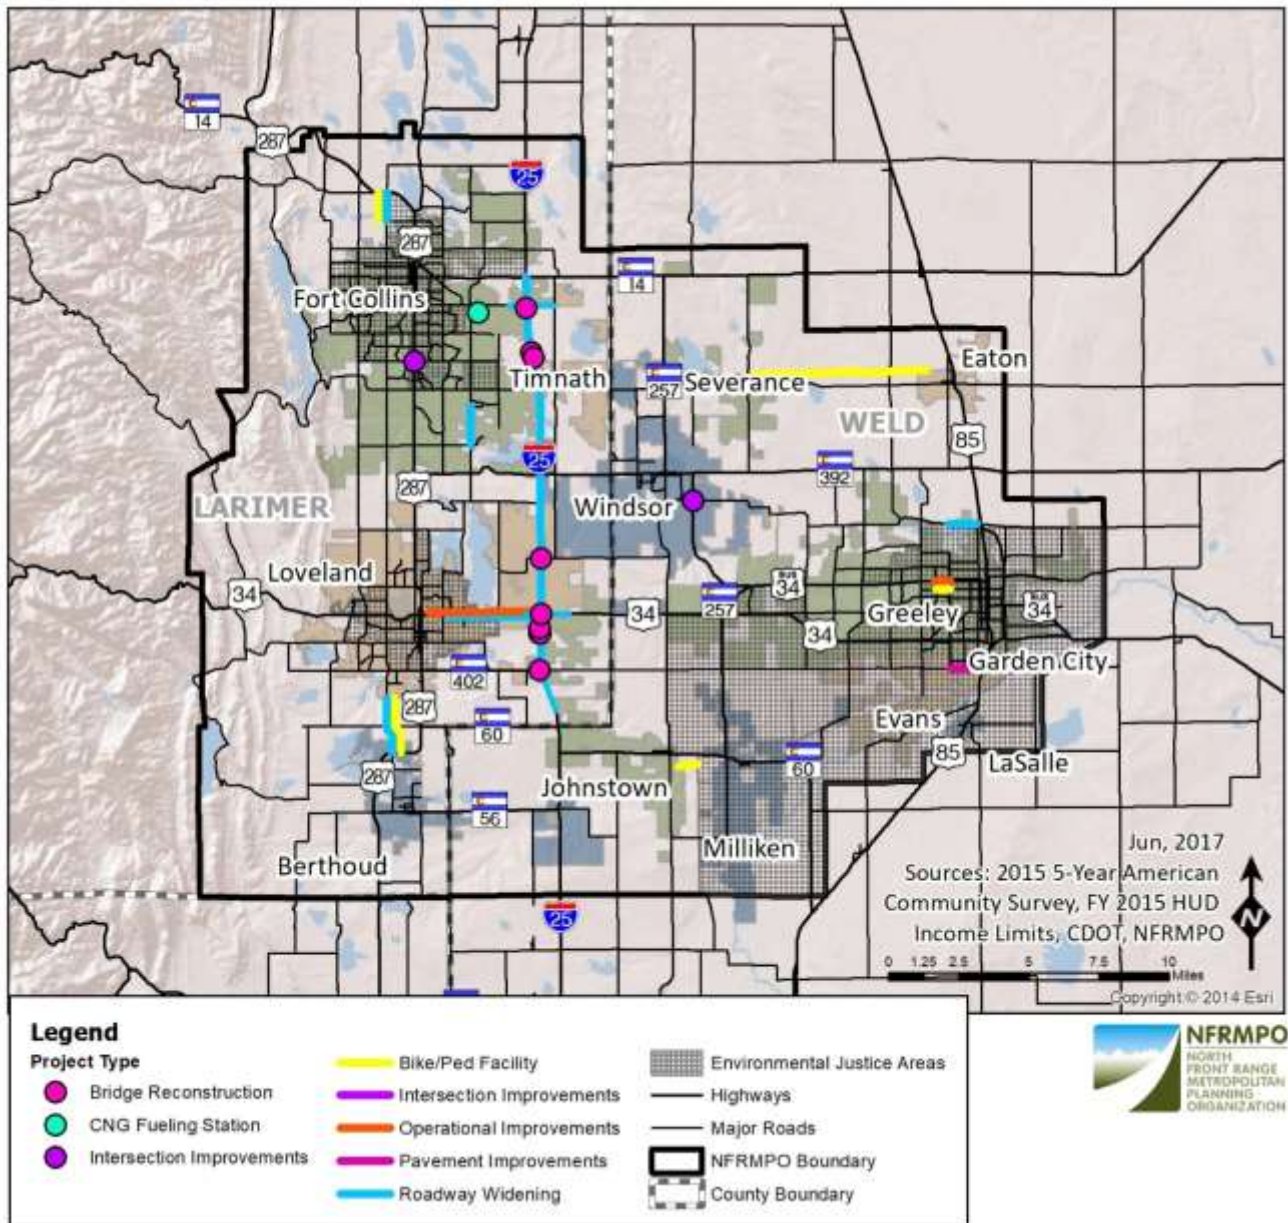 14
287
25
287
14
Fort Collins
Eaton
Timnath
257
Severance
WELD
85
25
392
287
LARIMER
Windsor
Loveland
34
BUS
34
257
34
BUS
34
Greeley
34
Garden City
402
287
Evans
60
85
60
LaSalle
287
Johnstown
56
Milliken
Berthoud
25
Jun, 2017
Sources: 2015 5-Year American
Community Survey, FY 2015 HUD
Income Limits, CDOT, NFRMPO
N
0 1.25 2.5 5 7.5 10
Miles
Copyright:© 2014 Esri
Legend
Project Type
Bridge Reconstruction
CNG Fueling Station
Intersection Improvements
Bike/Ped Facility
Intersection Improvements
Operational Improvements
Pavement Improvements
Roadway Widening
Environmental Justice Areas
Highways
Major Roads
NFRMPO Boundary
County Boundary
NFRMPO
NORTH
FRONT RANGE
METROPOLITAN
PLANNING
ORGANIZATION